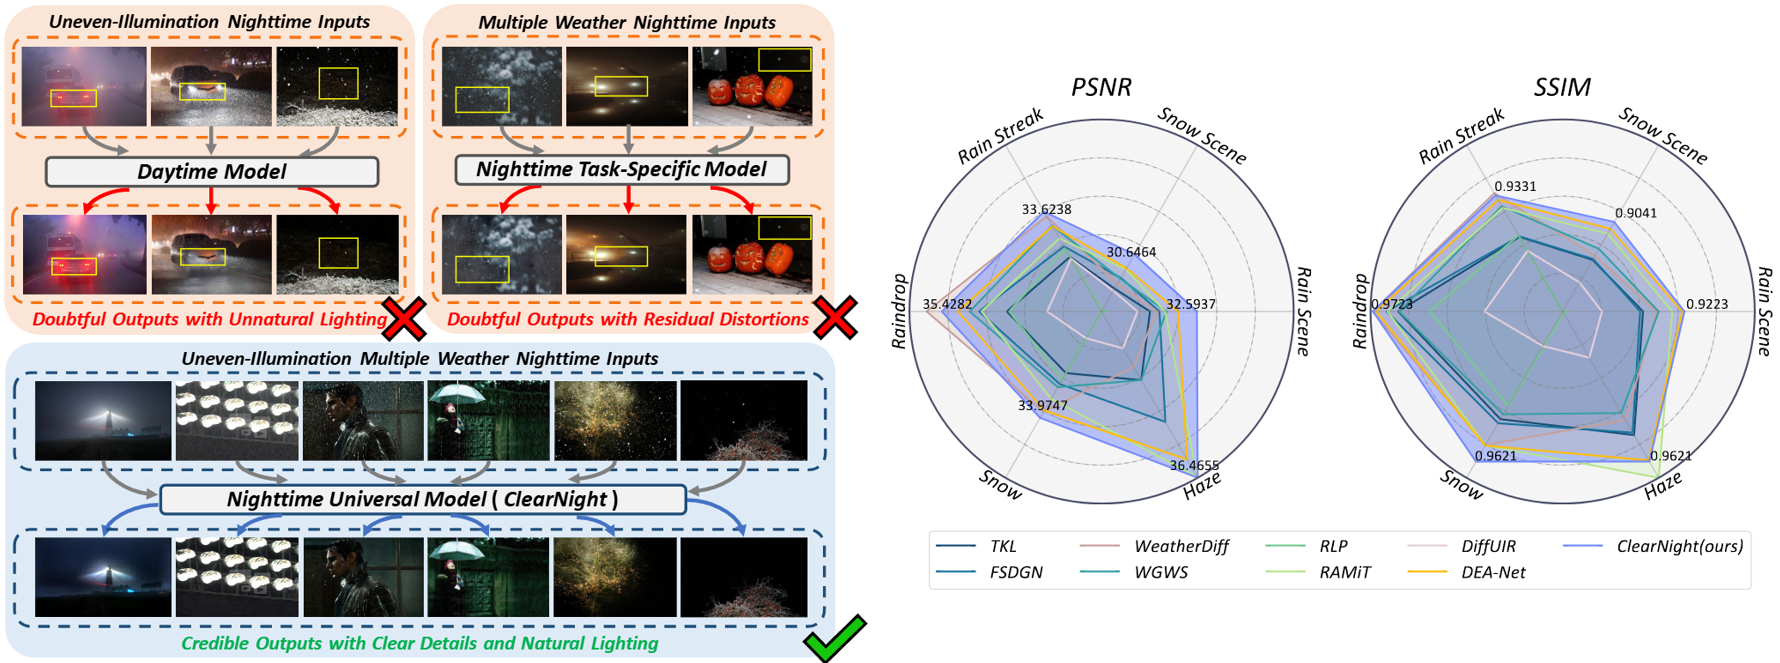 Uneven-Illumination Nighttime Inputs
Daytime Model
Doubtful Outputs with Unnatural Lighting
Multiple Weather Nighttime Inputs
Nighttime Task-Specific Model
Doubtful Outputs with Residual Distortions
Uneven-Illumination Multiple Weather Nighttime Inputs
Nighttime Universal Model ( ClearNight )
Credible Outputs with Clear Details and Natural Lighting
PSNR
Rain Streak
Snow Scene
33.6238
30.6464
Raindrop
35.4282
32.5937
Rain Scene
33.9747
36.4655
Snow
Haze
SSIM
Rain Streak
Snow Scene
0.9331
0.9041
Raindrop
0.9723
0.9223
Rain Scene
0.9621
0.9621
Snow
Haze
TKL
WeatherDiff
RLP
DiffUIR
ClearNight(ours)
FSDGN
WGWS
RAMiT
DEA-Net